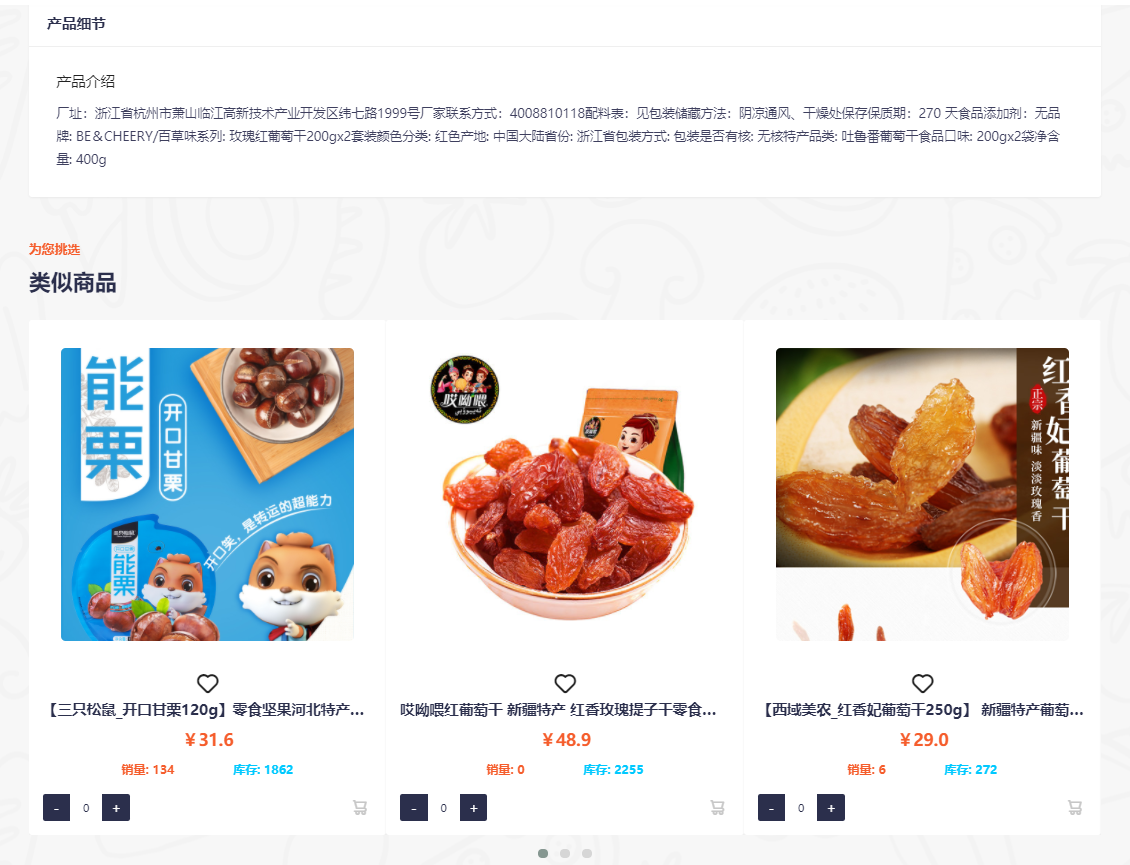 产品细节
产品介绍
厂址：浙江省杭州市萧山临江高新技术产业开发区纬七路1999号厂家联系方式：4008810118配料表：见包装储藏方法：阴凉通风、干燥处保存保质期：270 天食品添加剂：无品
牌: BE＆CHEERY/百草味系列: 玫瑰红葡萄干200gx2套装颜色分类: 红色产地: 中国大陆省份: 浙江省包装方式: 包装是否有核: 无核特产品类: 吐鲁番葡萄干食品口味: 200gx2袋净含
量: 400g
为您挑选
类似商品
能栗
开口甘栗
开口笑，是转运的超能力
能栗
哎呦喂
红香妃葡萄干
正宗
新疆味 淡淡玫瑰香
【三只松鼠_开口甘栗120g】零食坚果河北特产...
￥31.6
销量: 134 库存: 1862
- 0 +
哎呦喂红葡萄干 新疆特产 红香玫瑰提子干零食...
￥48.9
销量: 0 库存: 2255
- 0 +
【西域美农_红香妃葡萄干250g】 新疆特产葡萄...
￥29.0
销量: 6 库存: 272
- 0 +